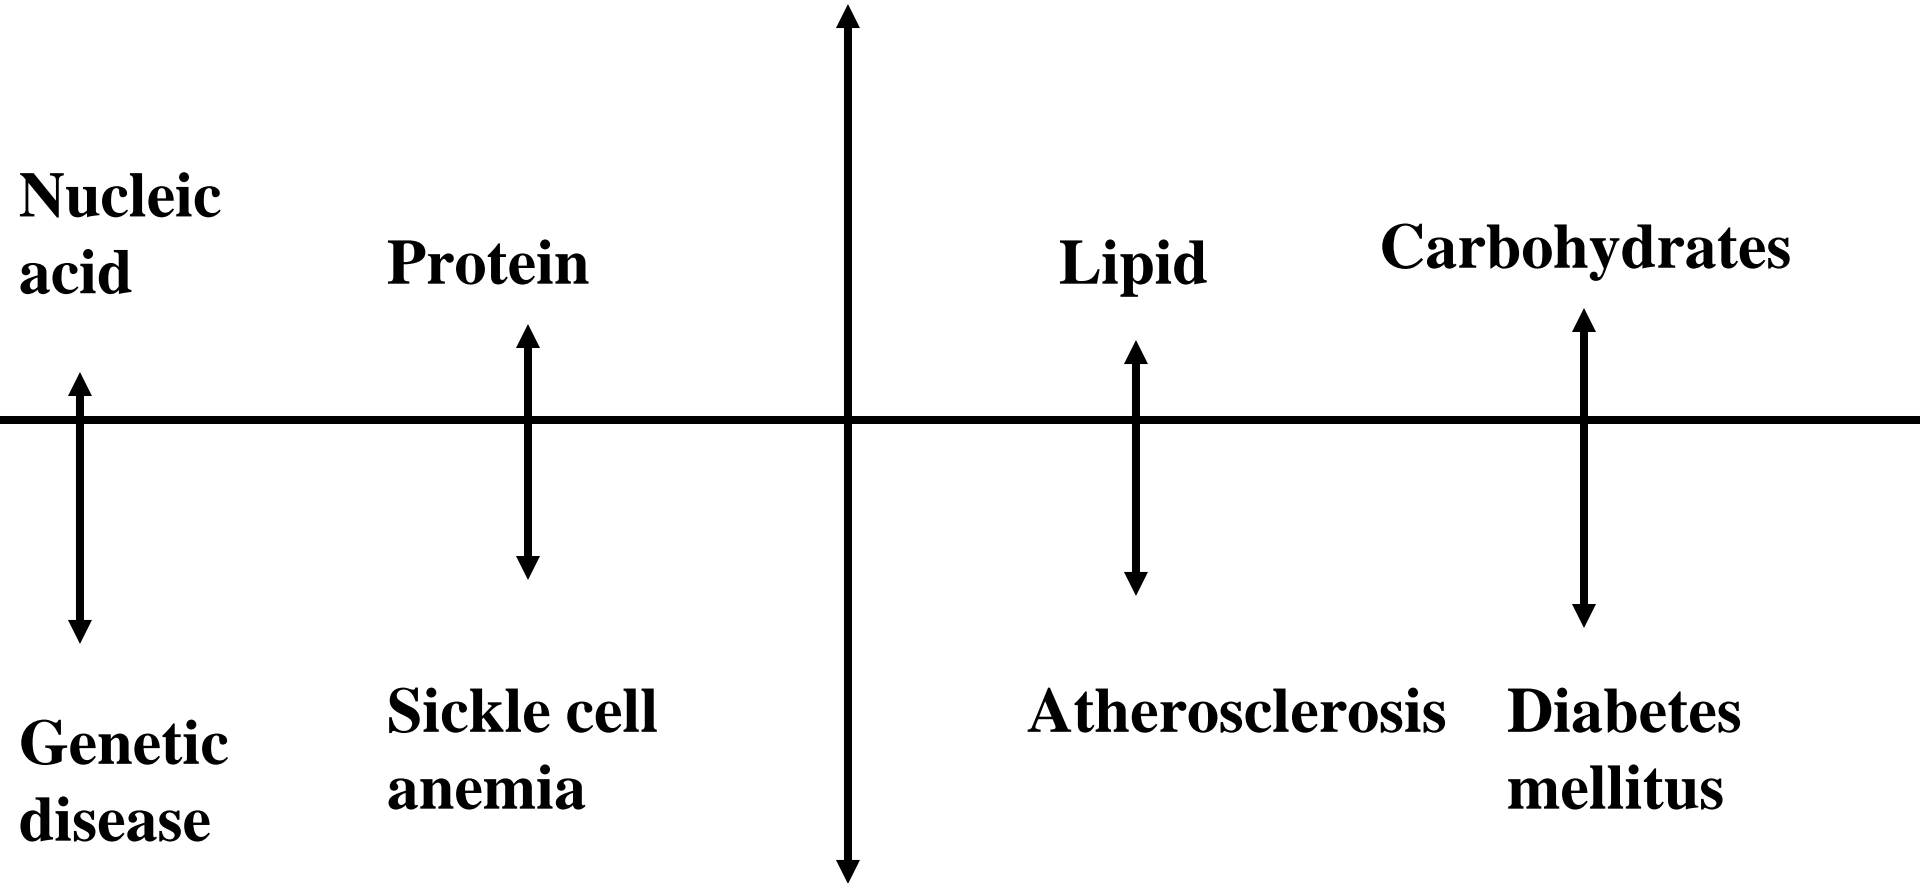 Nucleic
acid
Protein
Lipid
Carbohydrates
Genetic
disease
Sickle cell
anemia
Atherosclerosis
Diabetes
mellitus